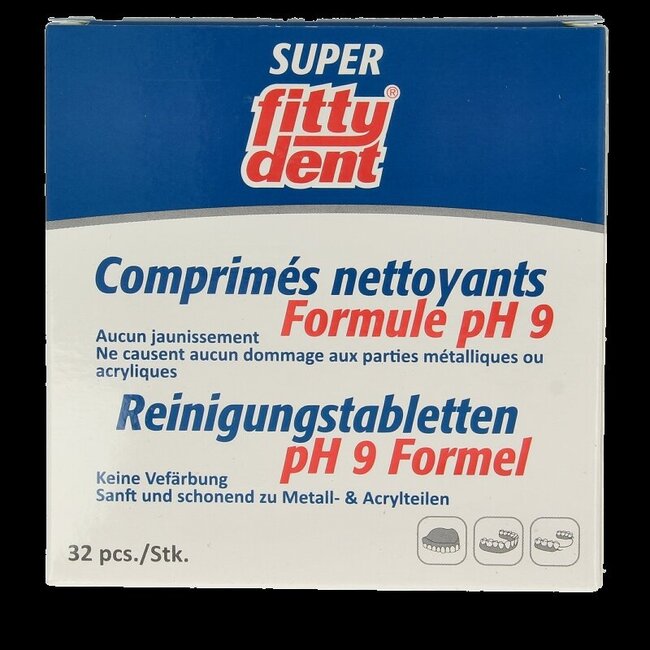 SUPER
fitty®
dent
Comprimés nettoyants
Formule pH 9
Aucun jaunissement
Ne causent aucun dommage aux parties métalliques ou
acryliques
Reinigungstabletten
pH 9 Formel
Keine Vefärbung
Sanft und schonend zu Metall- & Acrylteilen
32 pcs./Stk.